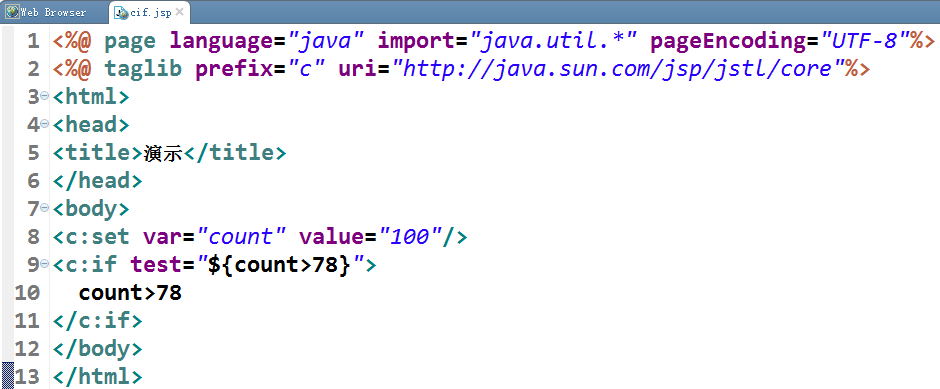 Web Browser cif.jsp
1 <%@ page language="java" import="java.util.*" pageEncoding="UTF-8"%>
2 <%@ taglib prefix="c" uri="http://java.sun.com/jsp/jstl/core"%>
3 <html>
4 <head>
5 <title>演示</title>
6 </head>
7 <body>
8 <c:set var="count" value="100"/>
9 <c:if test="${count>78}">
10   count>78
11 </c:if>
12 </body>
13 </html>